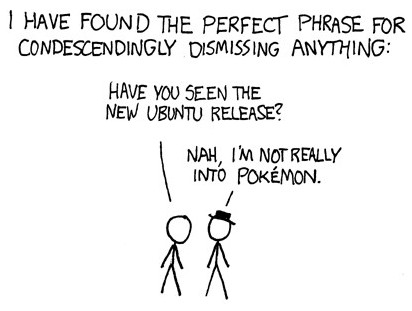 I HAVE FOUND THE PERFECT PHRASE FOR
CONDESCENDINGLY DISMISSING ANYTHING:
HAVE YOU SEEN THE
NEW UBUNTU RELEASE?
NAH, I'M NOT REALLY
INTO POKÉMON.